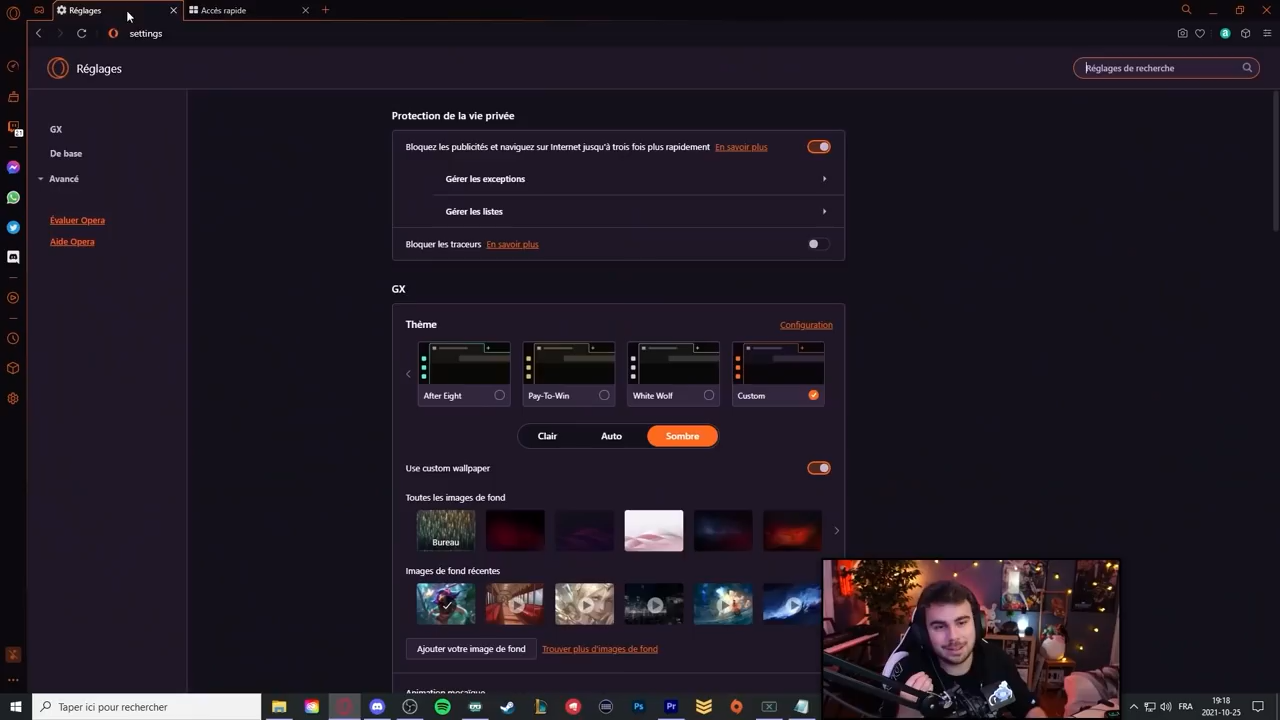 Réglages
Accès rapide
settings
Réglages
Réglages de recherche
GX
De base
Avancé
Évaluer Opera
Aide Opera
21
Protection de la vie privée
Bloquez les publicités et naviguez sur Internet jusqu'à trois fois plus rapidement En savoir plus
Gérer les exceptions
Gérer les listes
Bloquer les traceurs En savoir plus
GX
Thème
Configuration
After Eight
Pay-To-Win
White Wolf
Custom
Clair
Auto
Sombre
Use custom wallpaper
Toutes les images de fond
Bureau
Images de fond récentes
Ajouter votre image de fond
Trouver plus d'images de fond
Animation mosaïque
Taper ici pour rechercher
FRA
19:18
2021-10-25